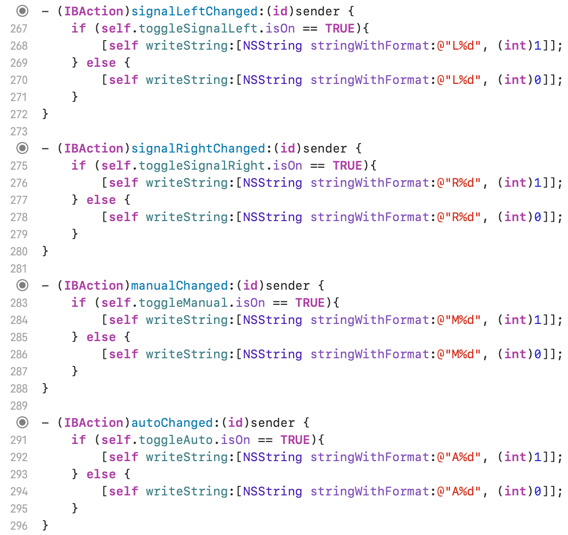 - (IBAction)signalLeftChanged:(id)sender {
267 if (self.toggleSignalLeft.isOn == TRUE){
268 [self writeString:[NSString stringWithFormat:@"L%d", (int)1]];
269 } else {
270 [self writeString:[NSString stringWithFormat:@"L%d", (int)0]];
271 }
272 }
273
- (IBAction)signalRightChanged:(id)sender {
275 if (self.toggleSignalRight.isOn == TRUE){
276 [self writeString:[NSString stringWithFormat:@"R%d", (int)1]];
277 } else {
278 [self writeString:[NSString stringWithFormat:@"R%d", (int)0]];
279 }
280 }
281
- (IBAction)manualChanged:(id)sender {
283 if (self.toggleManual.isOn == TRUE){
284 [self writeString:[NSString stringWithFormat:@"M%d", (int)1]];
285 } else {
286 [self writeString:[NSString stringWithFormat:@"M%d", (int)0]];
287 }
288 }
289
- (IBAction)autoChanged:(id)sender {
291 if (self.toggleAuto.isOn == TRUE){
292 [self writeString:[NSString stringWithFormat:@"A%d", (int)1]];
293 } else {
294 [self writeString:[NSString stringWithFormat:@"A%d", (int)0]];
295 }
296 }